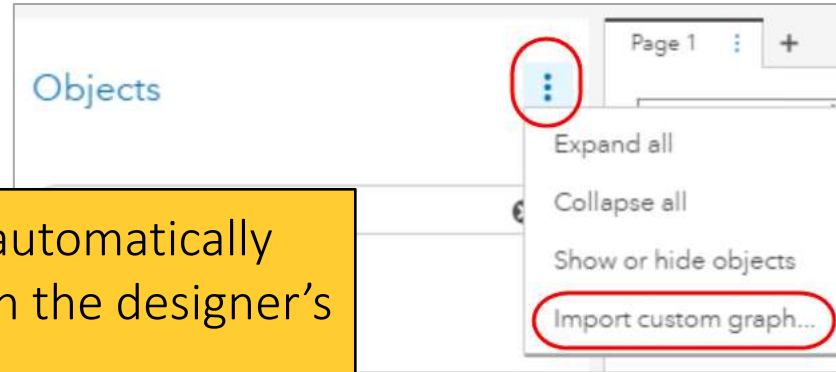 Page 1
Objects
Expand all
Collapse all
Show or hide objects
Import custom graph...
automatically
the designer's